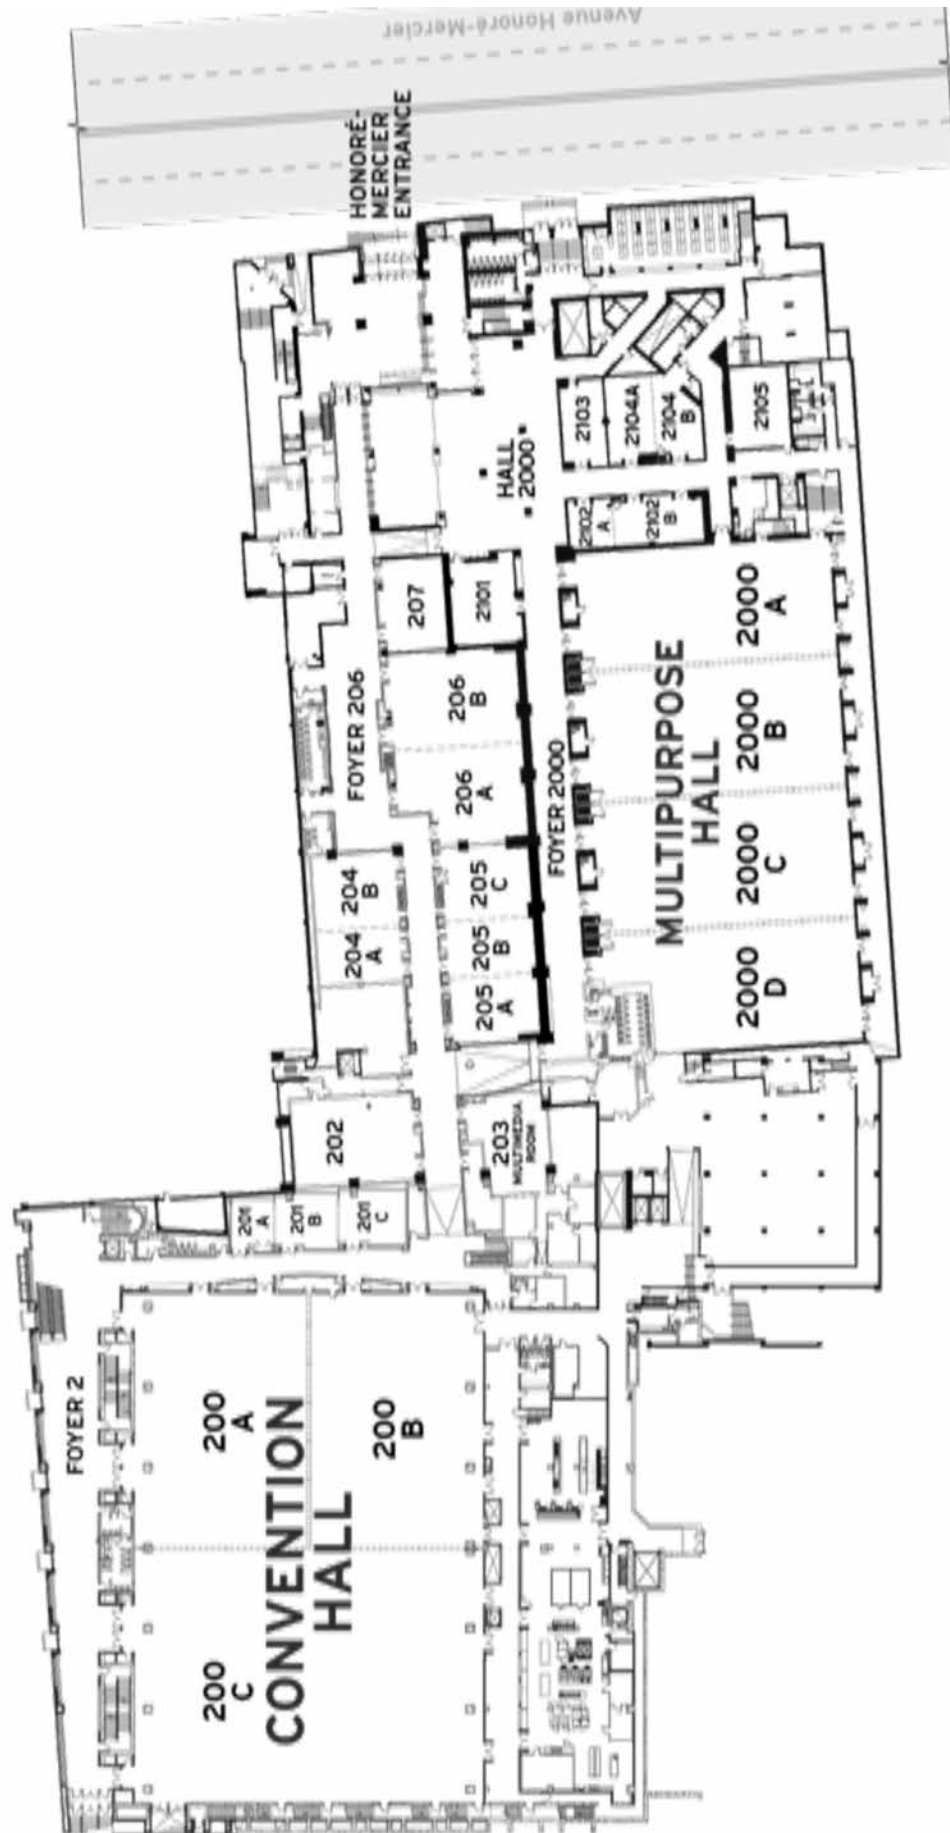 Avenue Honoré-Mercier
HONORÉ-
MERCIER
ENTRANCE
HALL
2000
2103
2104A
2104
B
2105
2102
A
2102
B
207
2101
FOYER 206
206
B
206
A
FOYER 2000
MULTIPURPOSE
HALL
2000
A
2000
B
2000
C
2000
D
204
B
204
A
205
C
205
B
205
A
202
203
MULTIMEDIA
ROOM
201
A
201
B
201
C
FOYER 2
CONVENTION
HALL
200
A
200
B
200
C